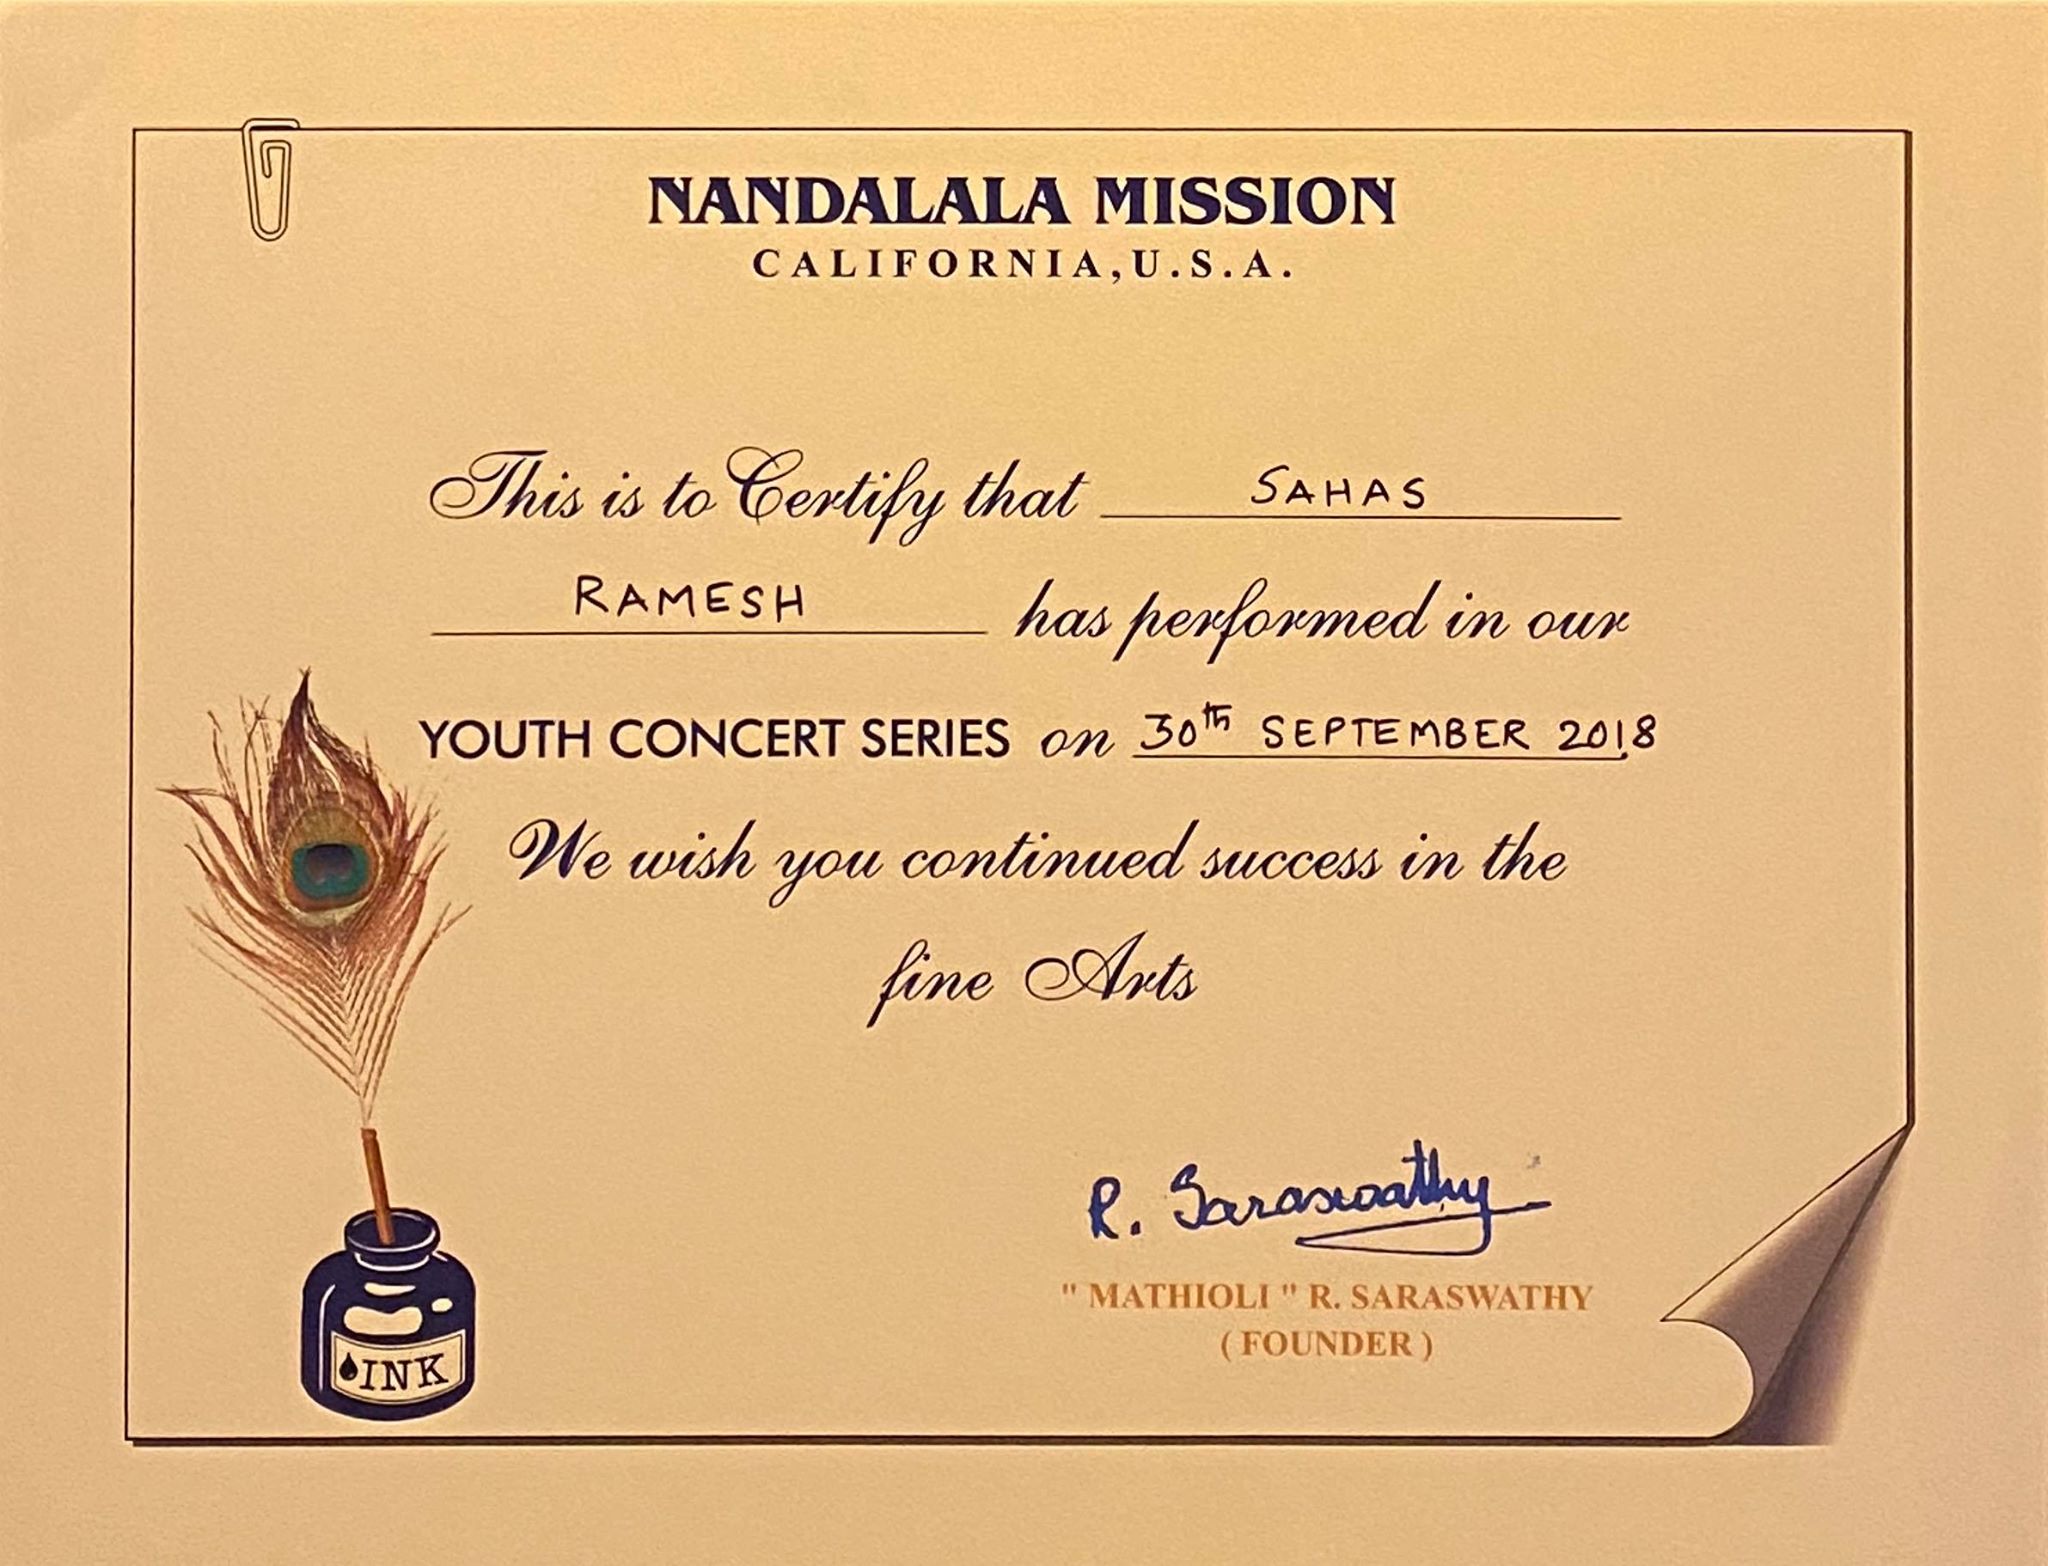 NANDALALA MISSION
CALIFORNIA, U.S.A.
This is to Certify that SAHAS
RAMESH has performed in our
YOUTH CONCERT SERIES on 30th SEPTEMBER 2018.
We wish you continued success in the
fine Arts
R. Saraswathy
" MATHIOLI " R. SARASWATHY
( FOUNDER )
INK